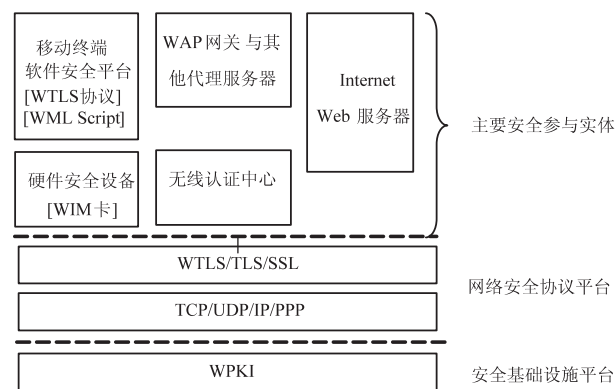 移动终端
软件安全平台
[WTLS协议]
[WML Script]
WAP网关 与其
他代理服务器
Internet
Web 服务器
主要安全参与实体
硬件安全设备
[WIM卡]
无线认证中心
WTLS/TLS/SSL
TCP/UDP/IP/PPP
网络安全协议平台
WPKI
安全基础设施平台